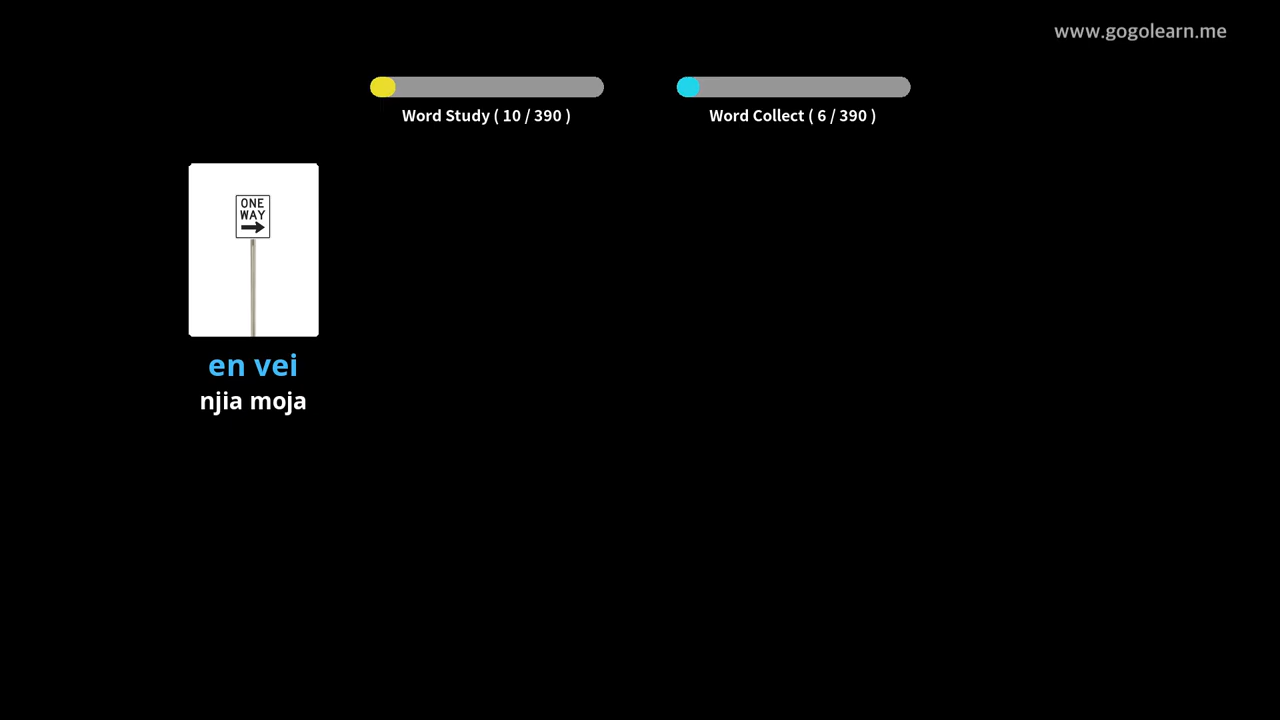 www.gogolearn.me
Word Study ( 10 / 390 )
Word Collect ( 6 / 390 )
ONE
WAY
en vei
njia moja